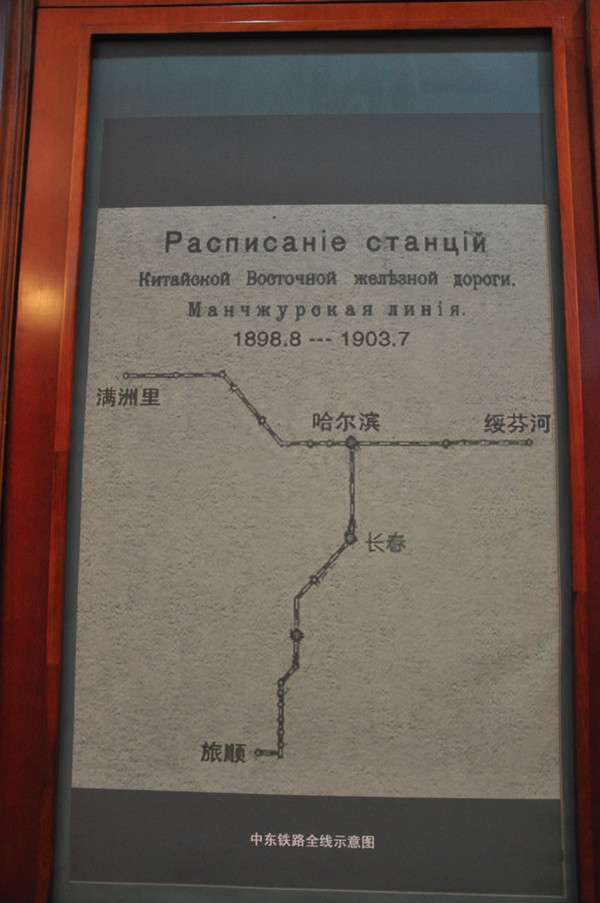 Расписаніе станцій
Китайской Восточной желѣзной дороги.
Манчжурская линія.
1898.8 --- 1903.7
满洲里
哈尔滨
绥芬河
长春
旅顺
中东铁路全线示意图